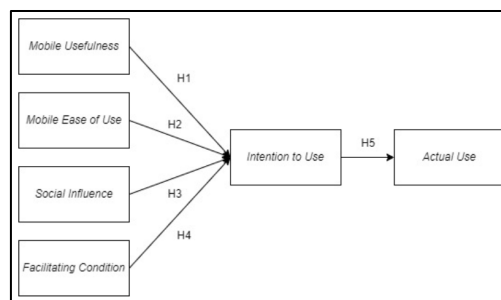 Mobile Usefulness
H1
Mobile Ease of Use
H2
Intention to Use
H5
Actual Use
Social Influence
H3
H4
Facilitating Condition